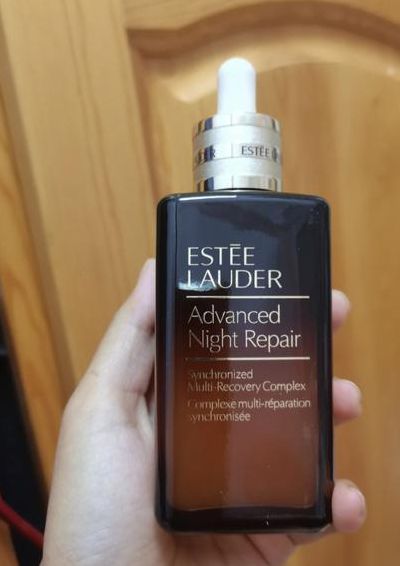 ESTĒE
ESTĒE
LAUDER
Advanced
Night Repair
Synchronized
Multi-Recovery Complex
Complexe multi-réparation
synchronisée